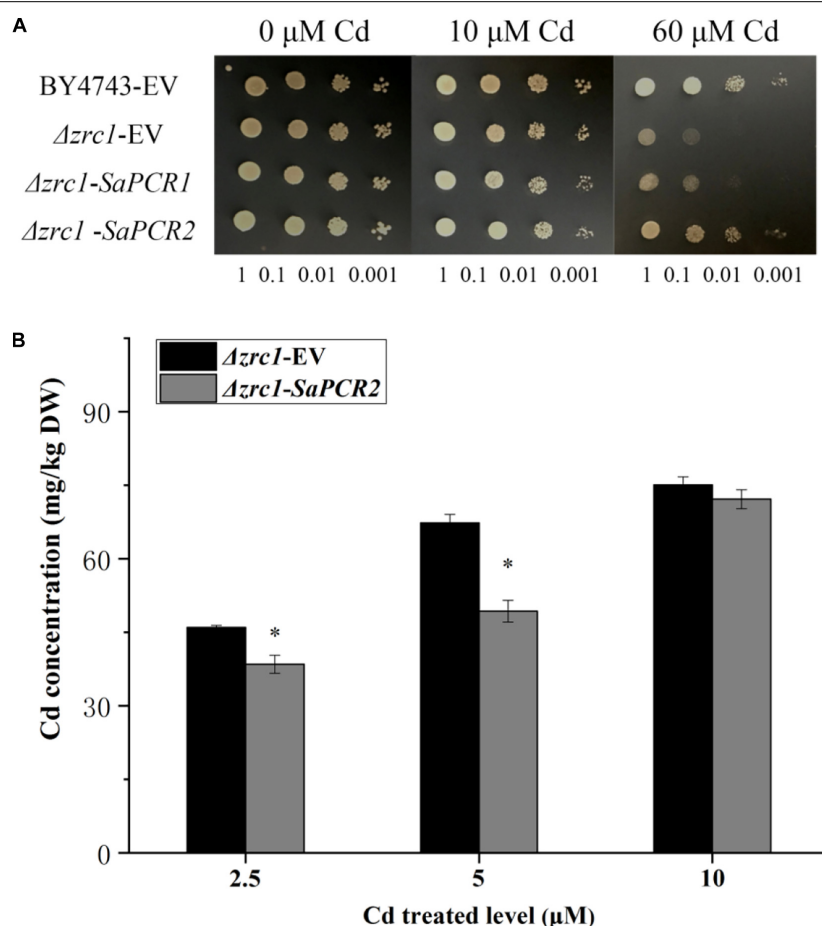 A
0 μM Cd 10 μM Cd 60 μM Cd
BY4743-EV
Δzrc1-EV
Δzrc1-SaPCR1
Δzrc1 -SaPCR2
1 0.1 0.01 0.001 1 0.1 0.01 0.001 1 0.1 0.01 0.001
B
Δzrc1-EV
Δzrc1-SaPCR2
Cd concentration (mg/kg DW)
90
60
30
0
* *
2.5 5 10
Cd treated level (μM)